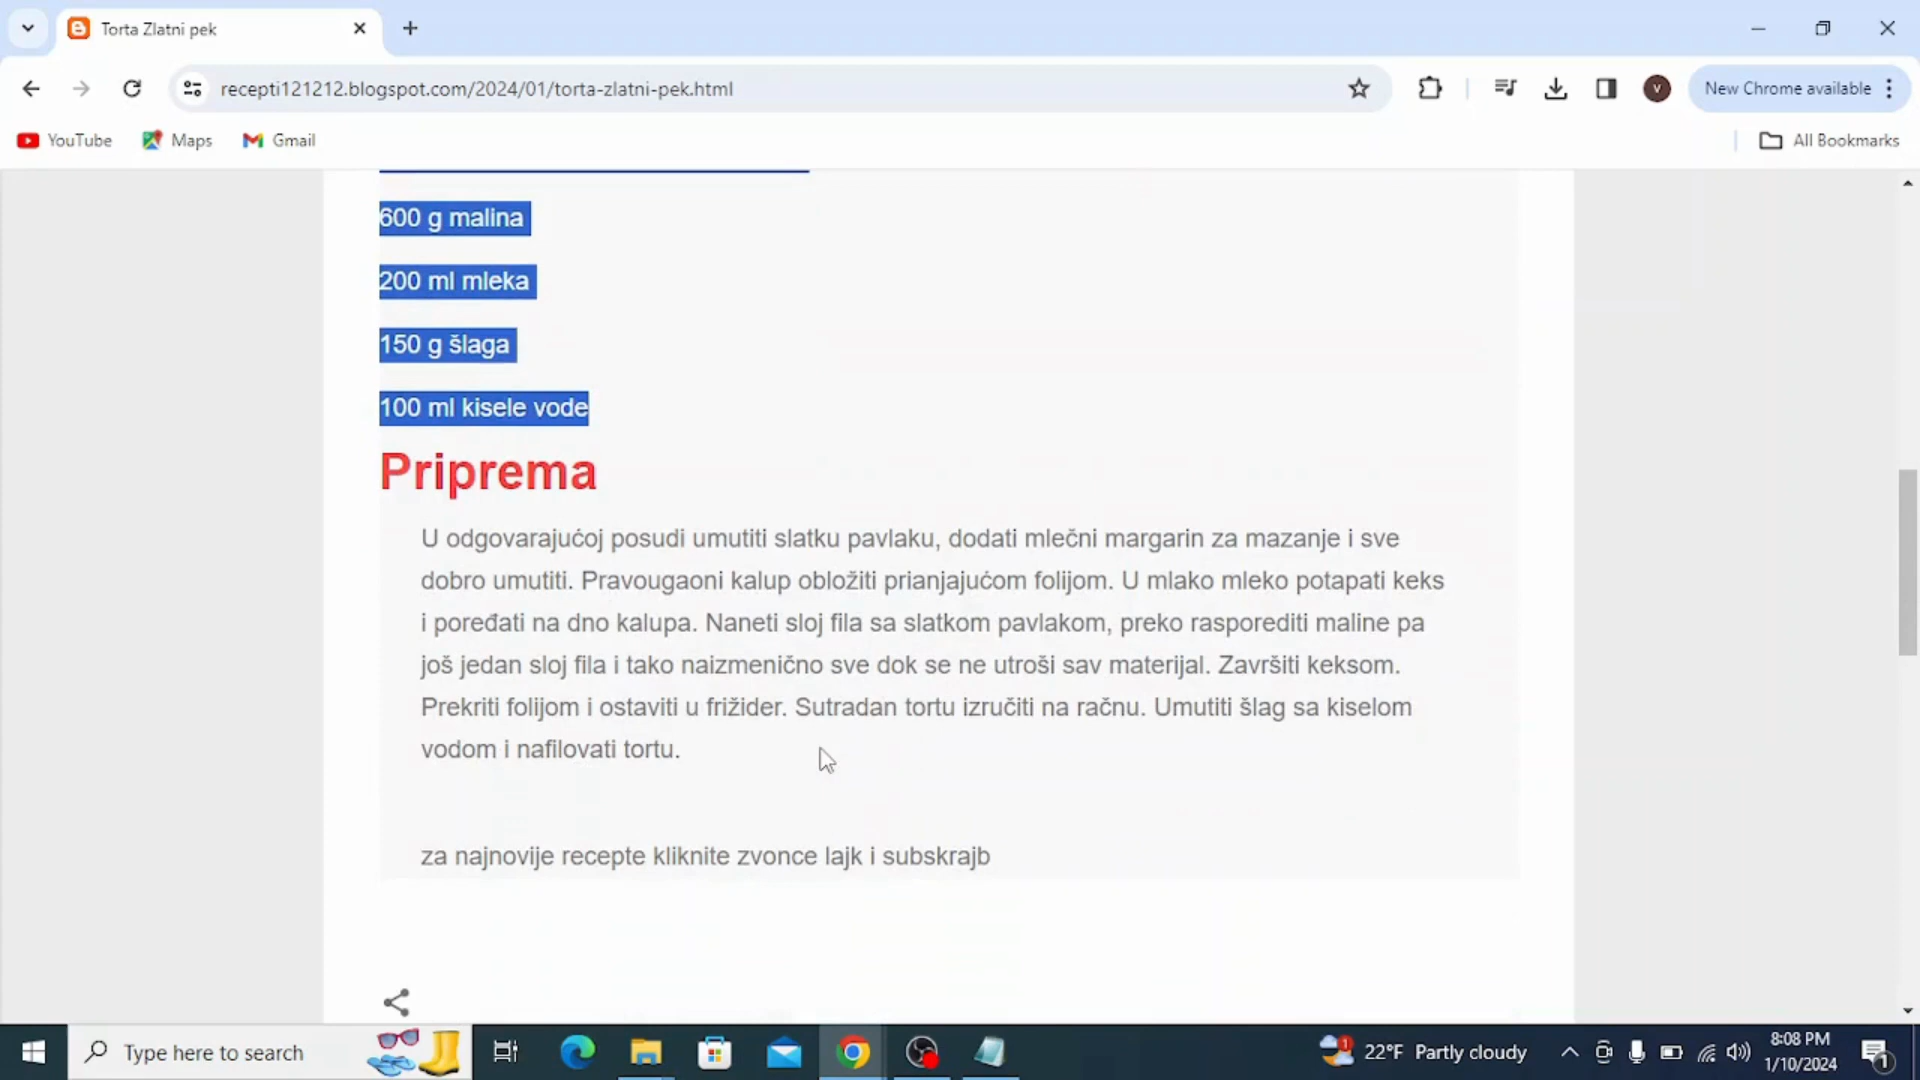 Torta Zlatni pek
recepti121212.blogspot.com/2024/01/torta-zlatni-pek.html
V
New Chrome available
YouTube
Maps
Gmail
All Bookmarks
600 g malina
200 ml mleka
150 g šlaga
100 ml kisele vode
Priprema
U odgovarajućoj posudi umutiti slatku pavlaku, dodati mlečni margarin za mazanje i sve
dobro umutiti. Pravougaoni kalup obložiti prianjajućom folijom. U mlako mleko potapati keks
i poređati na dno kalupa. Naneti sloj fila sa slatkom pavlakom, preko rasporediti maline pa
još jedan sloj fila i tako naizmenično sve dok se ne utroši sav materijal. Završiti keksom.
Prekriti folijom i ostaviti u frižider. Sutradan tortu izručiti na račnu. Umutiti šlag sa kiselom
vodom i nafilovati tortu.
za najnovije recepte kliknite zvonce lajk i subskrajb
Type here to search
1
22°F Partly cloudy
8:08 PM
1/10/2024
1